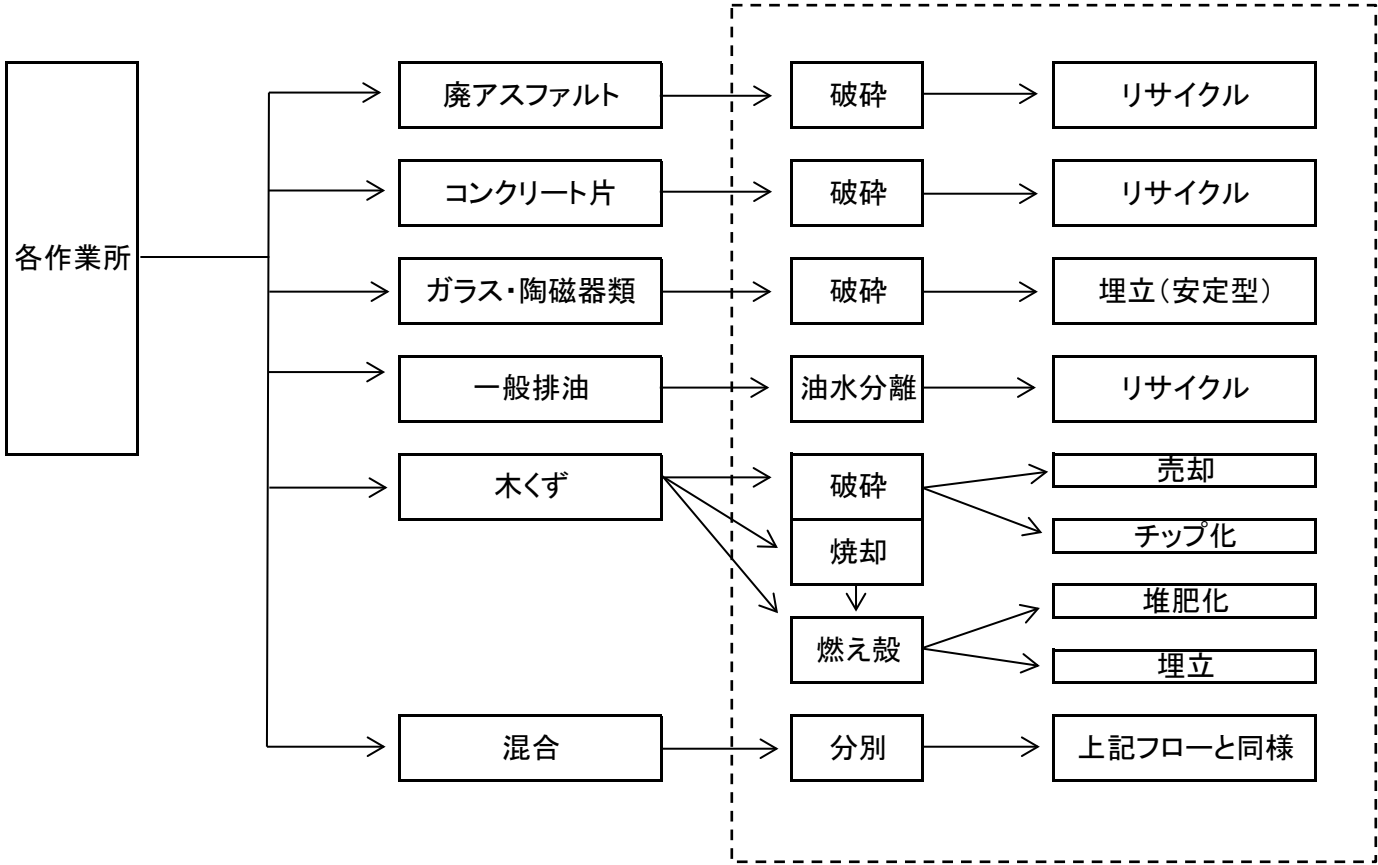 各作業所
廃アスファルト
破砕
リサイクル
コンクリート片
破砕
リサイクル
ガラス・陶磁器類
破砕
埋立(安定型)
一般排油
油水分離
リサイクル
木くず
破砕
売却
チップ化
焼却
燃え殻
堆肥化
埋立
混合
分別
上記フローと同様